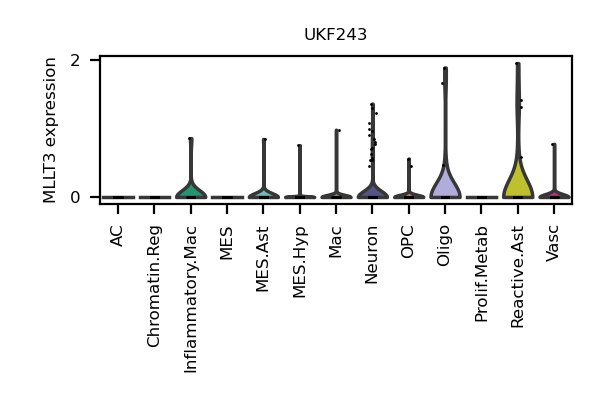 UKF243
MLLT3 expression
2
0
AC
Chromatin.Reg
Inflammatory.Mac
MES
MES.Ast
MES.Hyp
Mac
Neuron
OPC
Oligo
Prolif.Metab
Reactive.Ast
Vasc